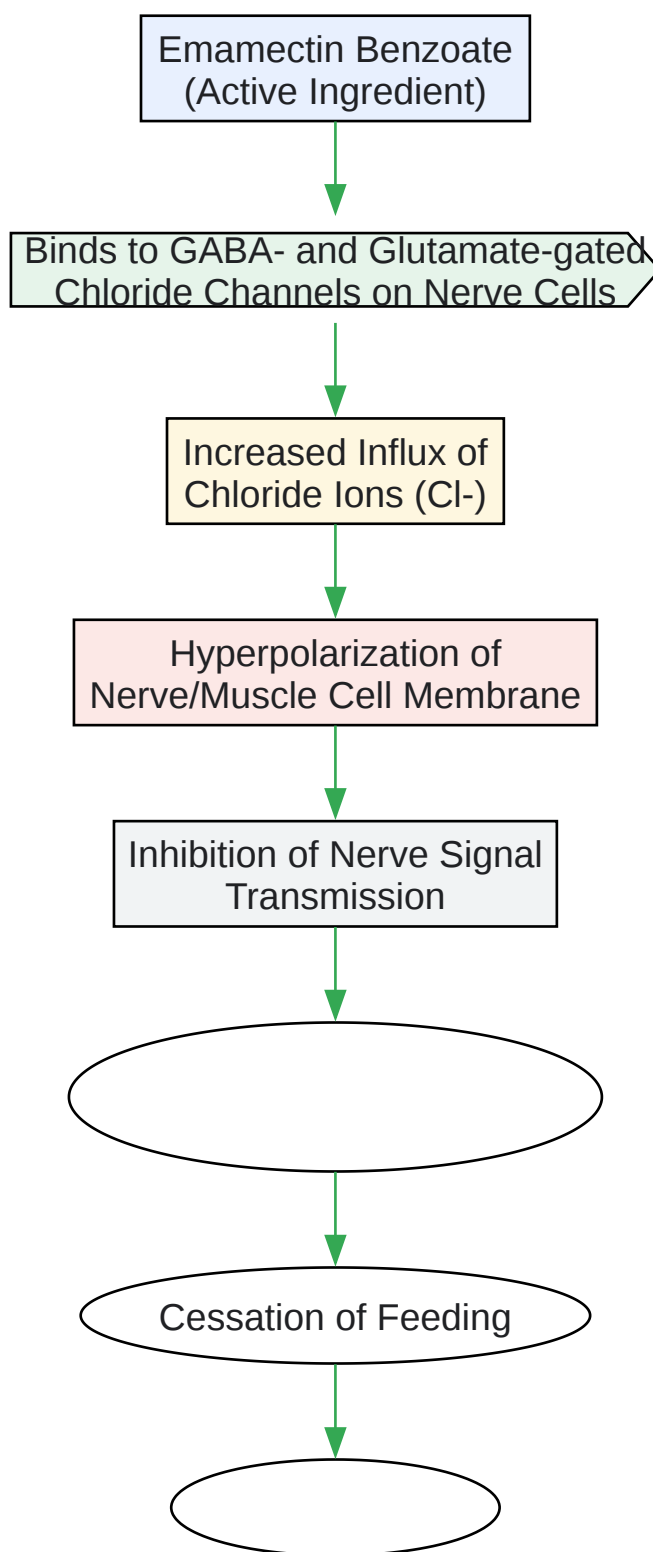 Emamectin Benzoate
(Active Ingredient)
Binds to GABA- and Glutamate-gated
Chloride Channels on Nerve Cells
Increased Influx of
Chloride Ions (Cl-)
Hyperpolarization of
Nerve/Muscle Cell Membrane
Inhibition of Nerve Signal
Transmission
Cessation of Feeding